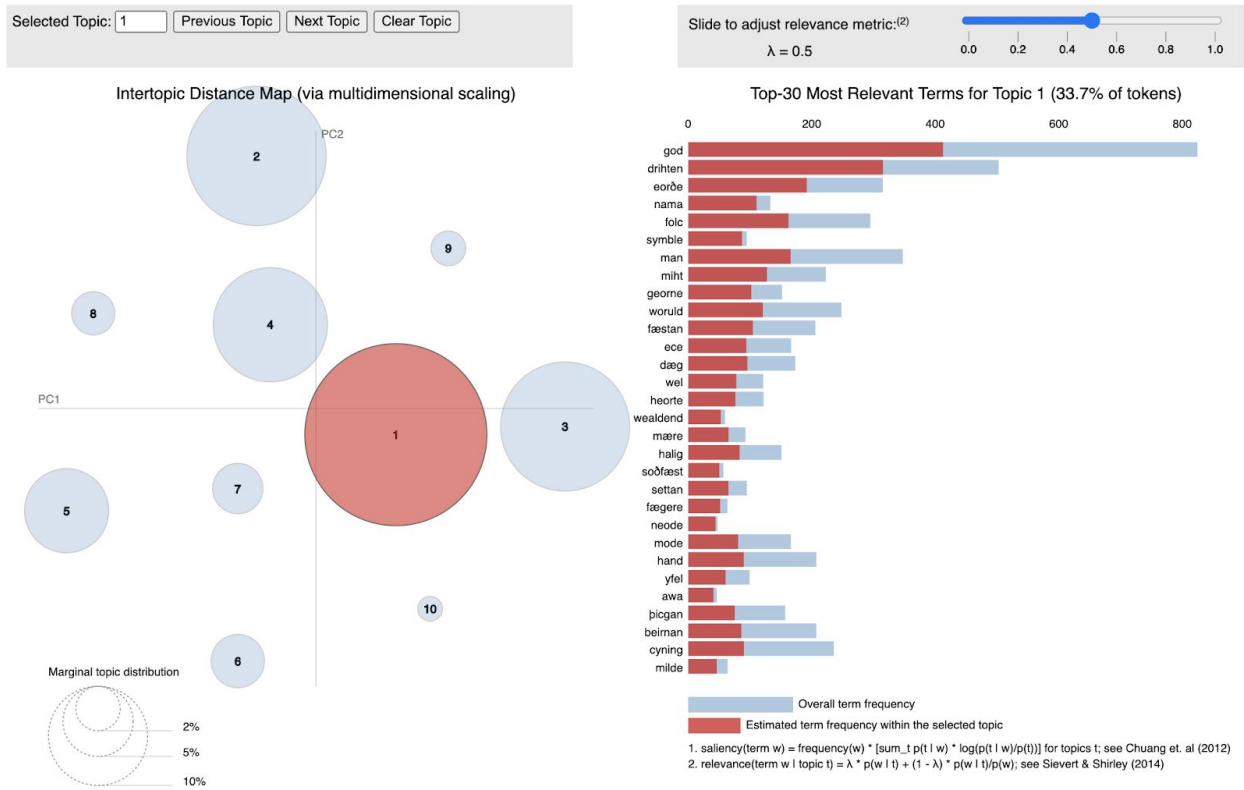 Selected Topic: 1 Previous Topic Next Topic Clear Topic
Slide to adjust relevance metric:(2)
λ = 0.5
0.0 0.2 0.4 0.6 0.8 1.0
Intertopic Distance Map (via multidimensional scaling)
PC2
PC1
2
9
8
4
1
3
7
5
10
6
Marginal topic distribution
2%
5%
10%
Top-30 Most Relevant Terms for Topic 1 (33.7% of tokens)
0 200 400 600 800
god
drihten
eorðe
nama
folc
symble
man
miht
georne
woruld
fæstan
ece
dæg
wel
heorte
wealdend
mære
halig
soðfæst
settan
fægere
neode
mode
hand
yfel
awa
þicgan
beirnan
cyning
milde
Overall term frequency
Estimated term frequency within the selected topic
1. saliency(term w) = frequency(w) * [sum_t p(t | w) * log(p(t | w)/p(t))] for topics t; see Chuang et. al (2012)
2. relevance(term w | topic t) = λ * p(w | t) + (1 - λ) * p(w | t)/p(w); see Sievert & Shirley (2014)